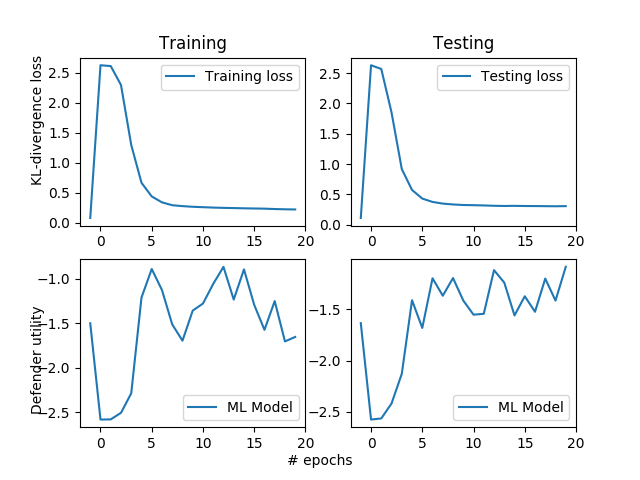 Training
Testing
KL-divergence loss
2.5
2.0
1.5
1.0
0.5
0.0
Training loss
0 5 10 15 20
2.5
2.0
1.5
1.0
0.5
0.0
Testing loss
0 5 10 15 20
Defender utility
−1.0
−1.5
−2.0
−2.5
ML Model
0 5 10 15 20
−1.5
−2.0
−2.5
ML Model
0 5 10 15 20
# epochs